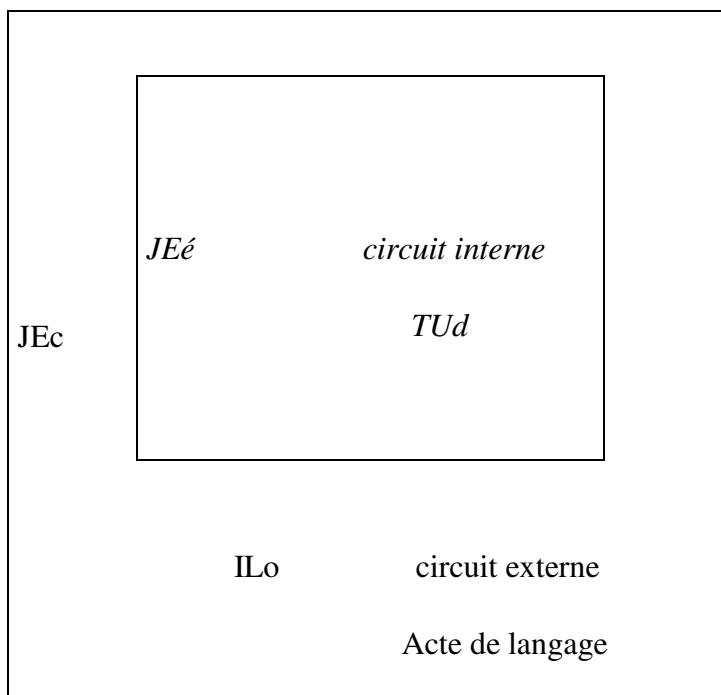 JEé circuit interne
TUd
JEc
ILo circuit externe
Acte de langage